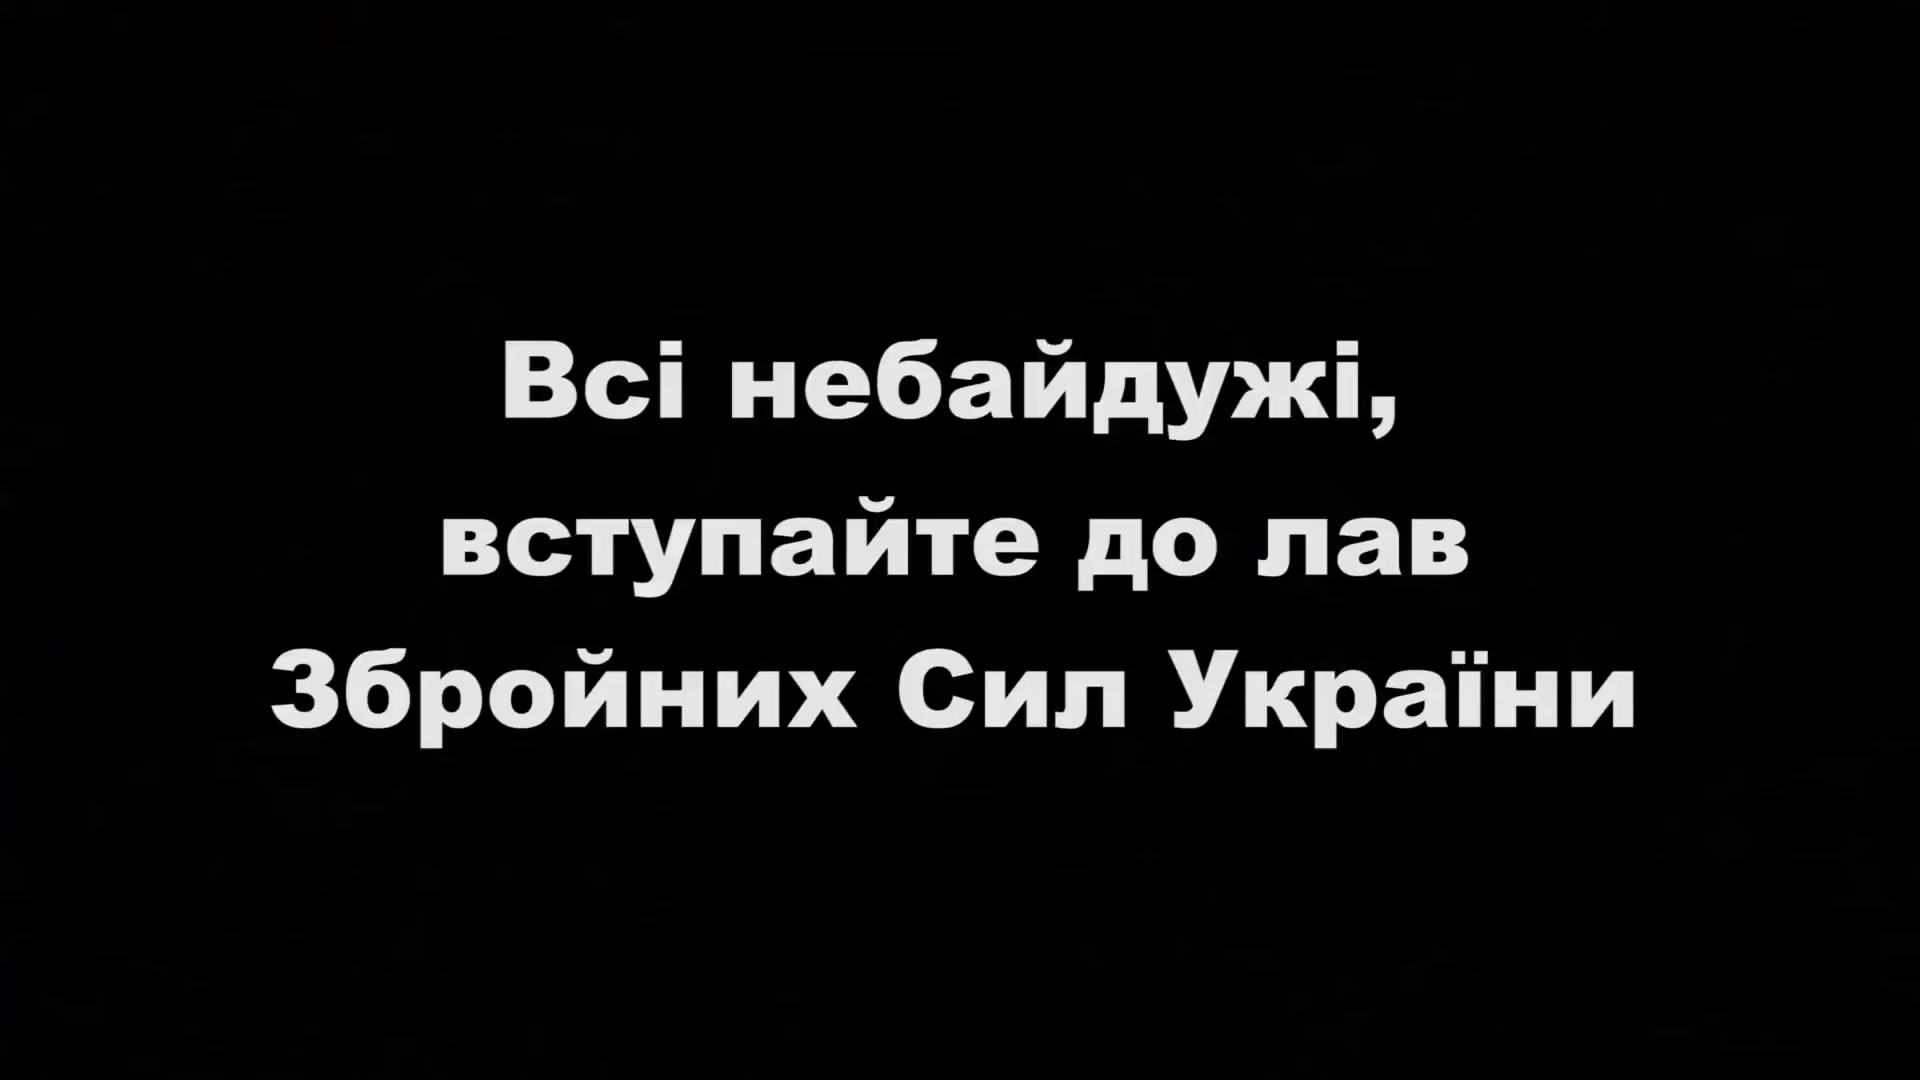 Всі небайдужі,
вступайте до лав
Збройних Сил України